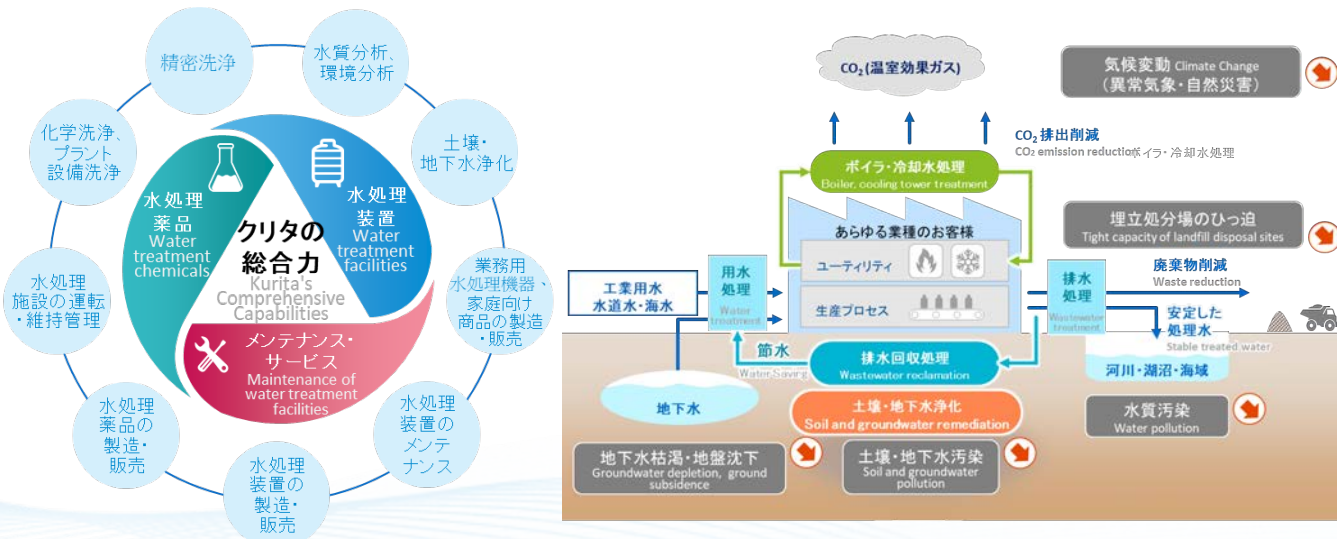 精密洗浄
水質分析、
環境分析
化学洗浄、
プラント
設備洗浄
土壌・
地下水浄化
水処理
薬品
Water
treatment
chemicals
水処理
装置
Water
treatment
facilities
クリタの
総合力
Kurita's
Comprehensive
Capabilities
メンテナンス・
サービス
Maintenance of
water treatment
facilities
水処理
施設の運転
・維持管理
業務用
水処理機器、
家庭向け
商品の製造
・販売
水処理
薬品の
製造・
販売
水処理
装置の
製造・
販売
水処理
装置の
メンテ
ナンス
CO2(温室効果ガス)
気候変動 Climate Change
(異常気象・自然災害)
CO2 排出削減
CO2 emission reduction
ボイラ・冷却水処理
ボイラ・冷却水処理
Boiler, cooling tower treatment
埋立処分場のひっ迫
Tight capacity of landfill disposal sites
あらゆる業種のお客様
ユーティリティ
生産プロセス
工業用水
水道水・海水
用水
処理
Water
treatment
排水
処理
Wastewater
treatment
廃棄物削減
Waste reduction
安定した
処理水
Stable treated water
河川・湖沼・海域
節水
Water Saving
排水回収処理
Wastewater reclamation
地下水
土壌・地下水浄化
Soil and groundwater remediation
水質汚染
Water pollution
地下水枯渇・地盤沈下
Groundwater depletion, ground
subsidence
土壌・地下水汚染
Soil and groundwater
pollution